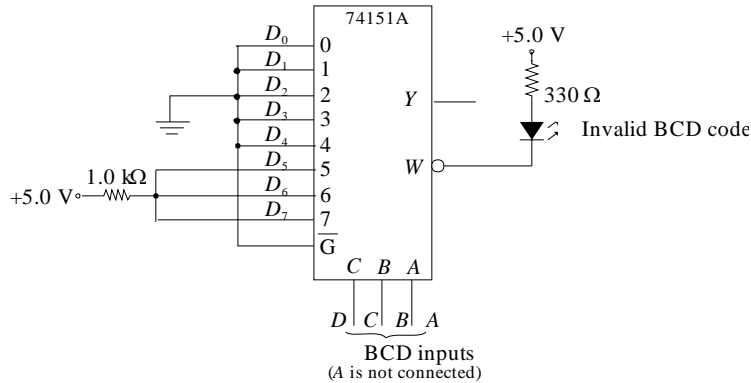 74151A
D0 0
D1 1
D2 2
D3 3
D4 4
D5 5
D6 6
D7 7
G
Y
W
+5.0 V
330 Ω
Invalid BCD code
1.0 kΩ
+5.0 V
C B A
D C B A
BCD inputs
(A is not connected)